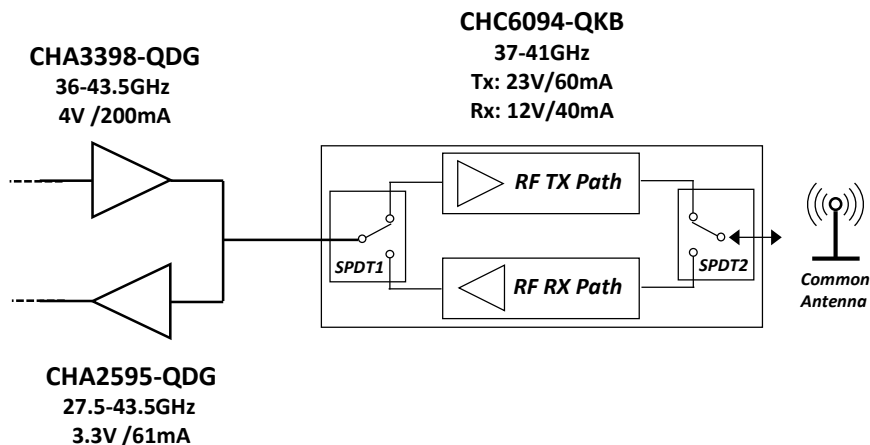 CHC6094-QKB
37-41GHz
Tx: 23V/60mA
Rx: 12V/40mA
CHA3398-QDG
36-43.5GHz
4V /200mA
RF TX Path
SPDT1
SPDT2
RF RX Path
Common
Antenna
CHA2595-QDG
27.5-43.5GHz
3.3V /61mA